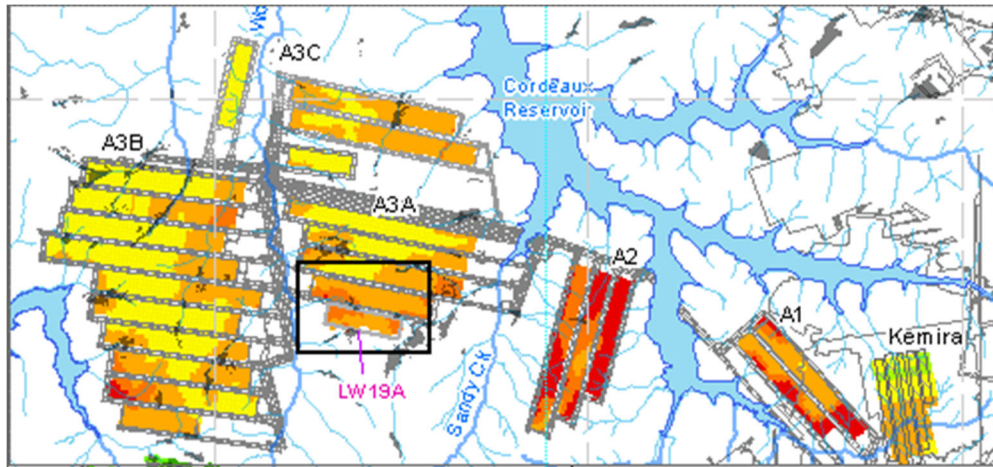 A3C
Cordeaux
Reservoir
A3B
A3A
A2
A1
Kemira
LW19A
Sandy Ck